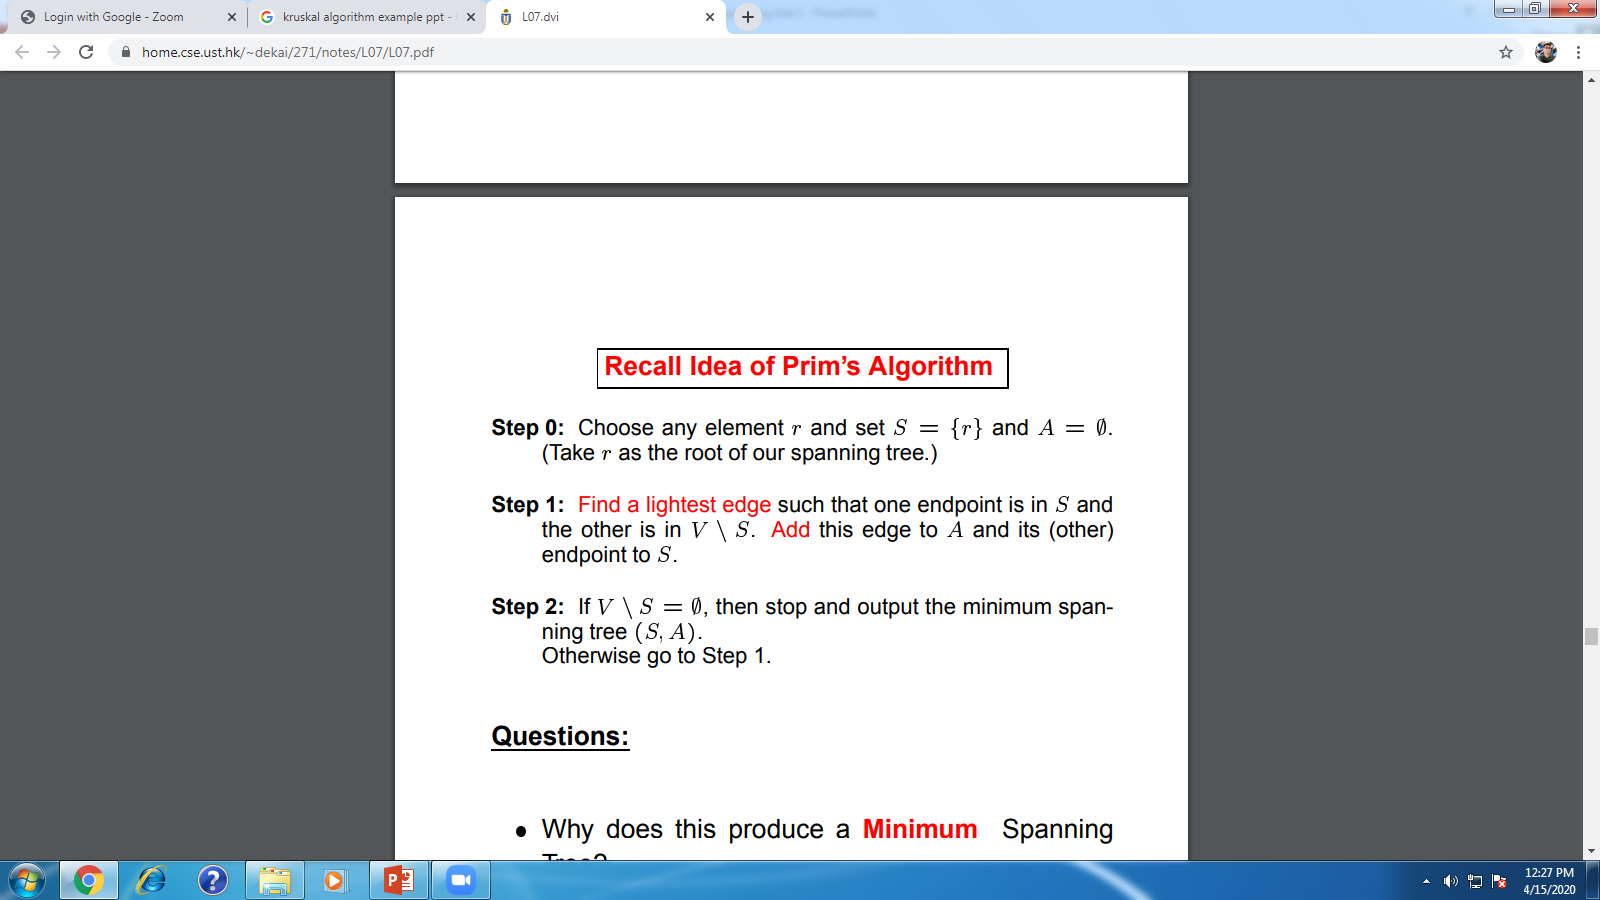 Login with Google - Zoom
kruskal algorithm example ppt -
L07.dvi
home.cse.ust.hk/~dekai/271/notes/L07/L07.pdf
Recall Idea of Prim's Algorithm
Step 0: Choose any element r and set S = {r} and A = ∅.
(Take r as the root of our spanning tree.)
Step 1: Find a lightest edge such that one endpoint is in S and
the other is in V \ S. Add this edge to A and its (other)
endpoint to S.
Step 2: If V \ S = ∅, then stop and output the minimum span-
ning tree (S, A).
Otherwise go to Step 1.
Questions:
• Why does this produce a Minimum Spanning
Tree?
12:27 PM
4/15/2020